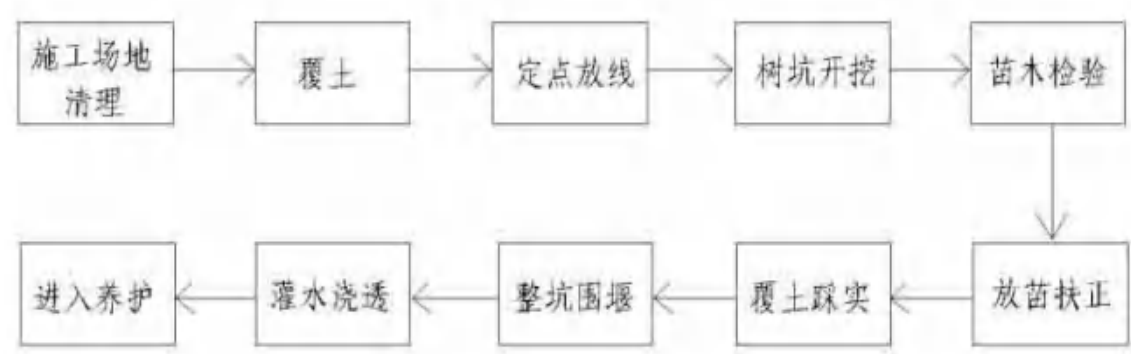 施工场地
清理
覆土
定点放线
树坑开挖
苗木检验
放苗扶正
覆土踩实
整坑围堰
灌水浇透
进入养护